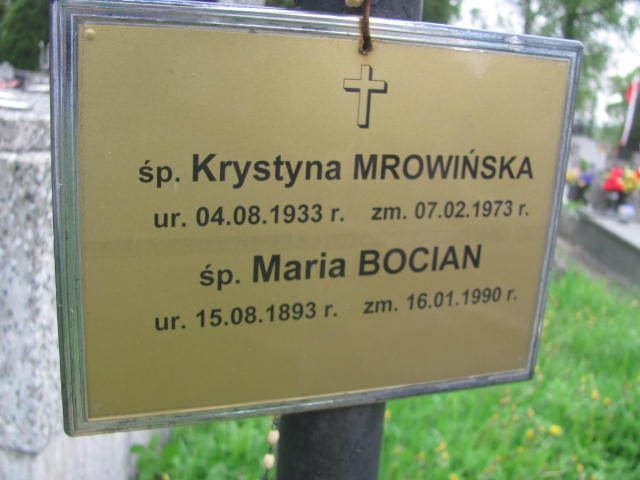 śp. Krystyna MROWIŃSKA
ur. 04.08.1933 r. zm. 07.02.1973 r.
śp. Maria BOCIAN
ur. 15.08.1893 r. zm. 16.01.1990 r.